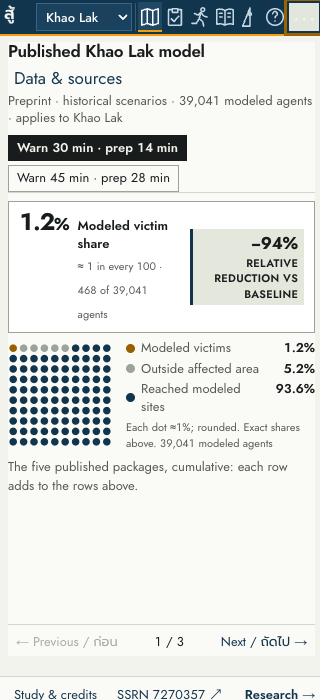 สู้
Khao Lak
Published Khao Lak model
Data & sources
Preprint · historical scenarios · 39,041 modeled agents
· applies to Khao Lak
Warn 30 min · prep 14 min
Warn 45 min · prep 28 min
1.2%
Modeled victim
share
≈ 1 in every 100 ·
468 of 39,041
agents
−94%
RELATIVE
REDUCTION VS
BASELINE
Modeled victims 1.2%
Outside affected area 5.2%
Reached modeled 93.6%
sites
Each dot ≈1%; rounded. Exact shares
above. 39,041 modeled agents
The five published packages, cumulative: each row
adds to the rows above.
← Previous / ก่อน 1 / 3 Next / ถัดไป →
Study & credits SSRN 7270357 ↗ Research →